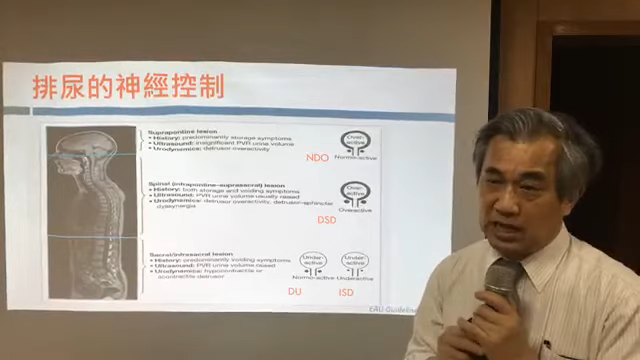 排尿的神經控制
Suprapontine lesion
• History: predominantly storage symptoms
• Ultrasound: insignificant PVR urine volume
• Urodynamics: detrusor overactivity
Over-
active
Normo-active
NDO
Spinal (infrapontine-suprasacral) lesion
• History: both storage and voiding symptoms
• Ultrasound: PVR urine volume usually raised
• Urodynamics: detrusor overactivity, detrusor-sphincter
dyssynergia
Over-
active
Overactive
DSD
Sacral/infrasacral lesion
• History: predominantly voiding symptoms
• Ultrasound: PVR urine volume raised
• Urodynamics: hypocontractile or
acontractile detrusor
Under-
active
Under-
active
Normo-active
Underactive
DU
ISD
EAU Guideline